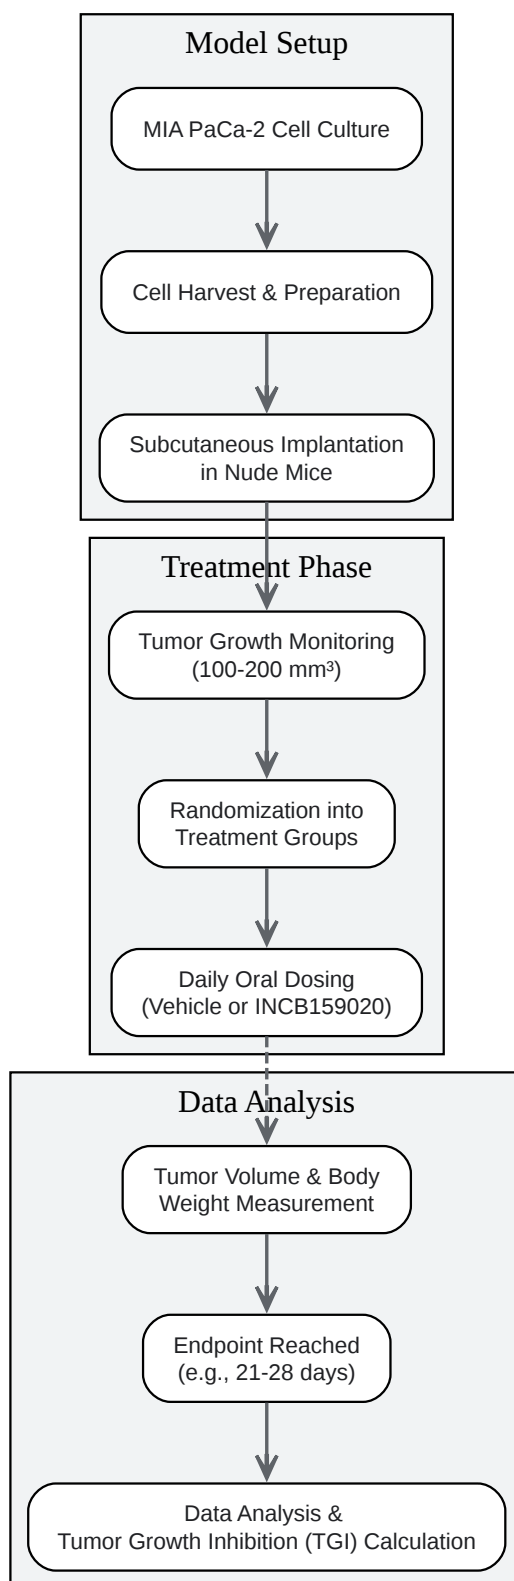 Model Setup
MIA PaCa-2 Cell Culture
Cell Harvest & Preparation
Subcutaneous Implantation
in Nude Mice
Treatment Phase
Tumor Growth Monitoring
(100-200 mm³)
Randomization into
Treatment Groups
Daily Oral Dosing
(Vehicle or INCB159020)
Data Analysis
Tumor Volume & Body
Weight Measurement
Endpoint Reached
(e.g., 21-28 days)
Data Analysis &
Tumor Growth Inhibition (TGI) Calculation